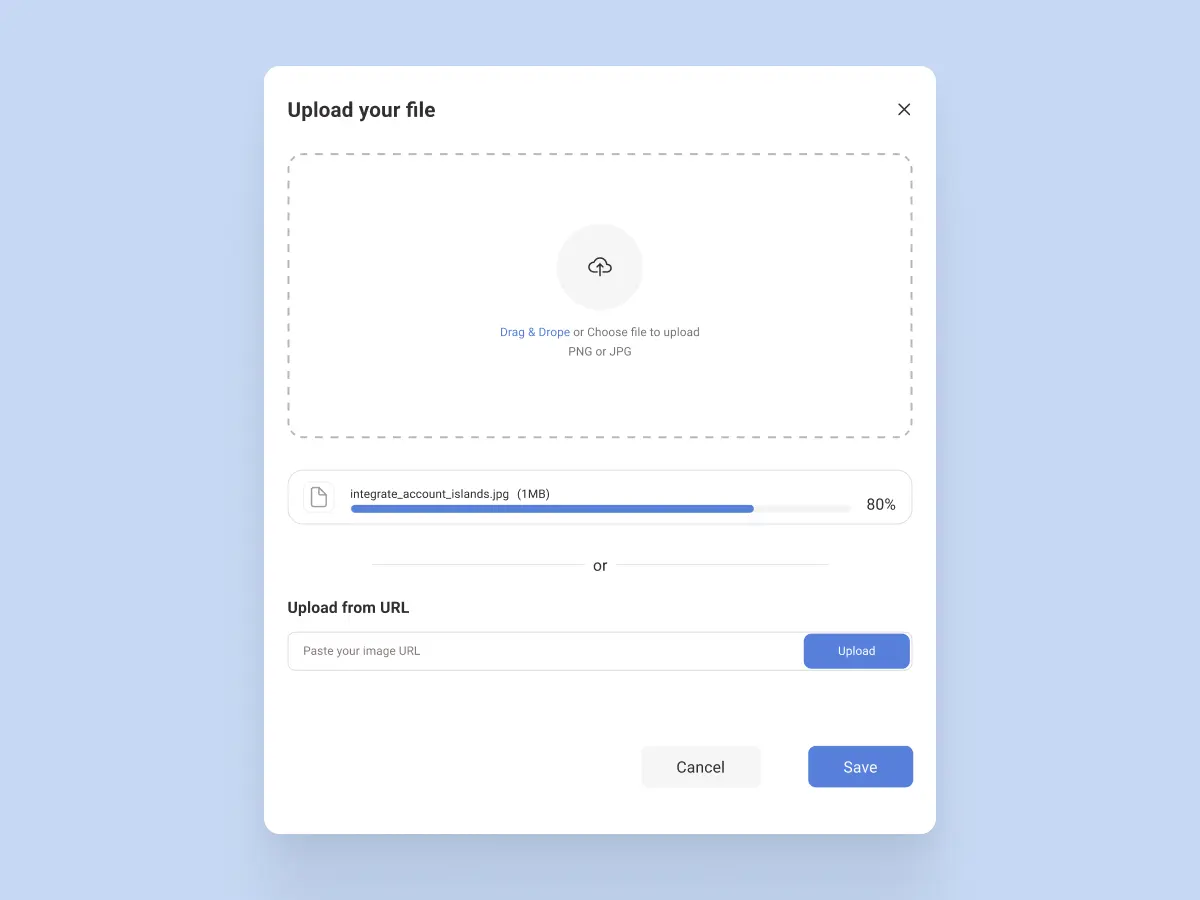 Upload your file
Drag & Drope or Choose file to upload
PNG or JPG
integrate_account_islands.jpg (1MB)
80%
or
Upload from URL
Paste your image URL
Upload
Cancel
Save